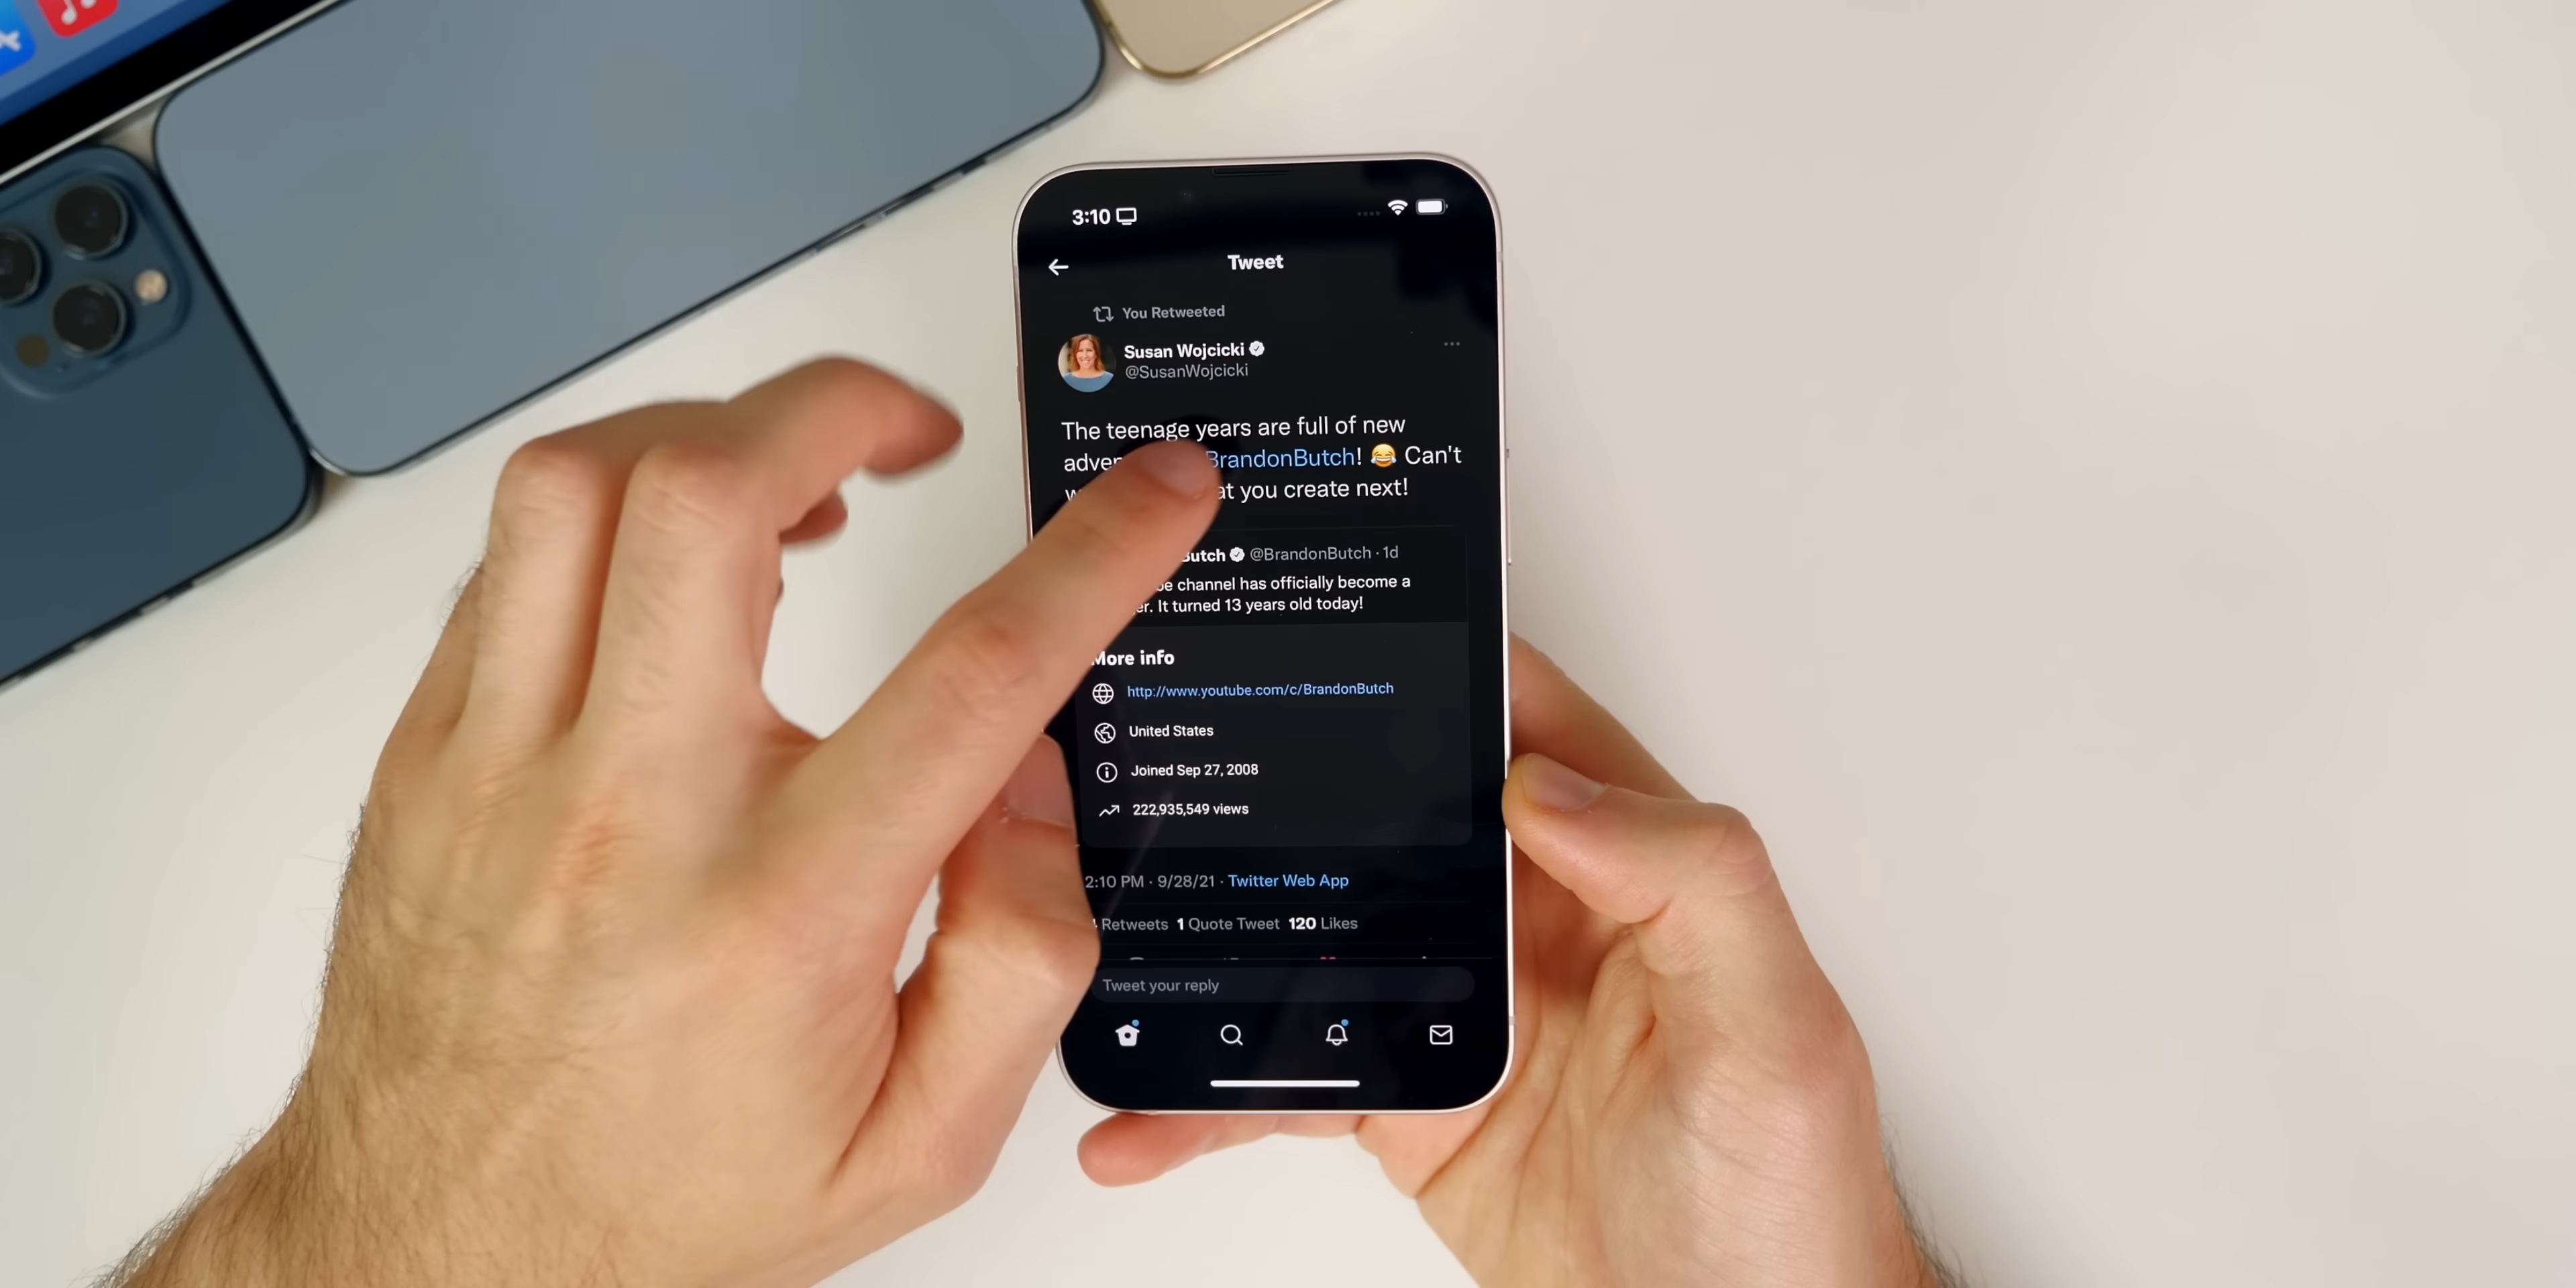 3:10
Tweet
You Retweeted
Susan Wojcicki
@SusanWojcicki
The teenage years are full of new
BrandonButch! 😂 Can't
you create next!
@BrandonButch · 1d
channel has officially become a
It turned 13 years old today!
More info
http://www.youtube.com/c/BrandonButch
United States
Joined Sep 27, 2008
222,935,549 views
2:10 PM · 9/28/21 · Twitter Web App
Retweets 1 Quote Tweet 120 Likes
Tweet your reply